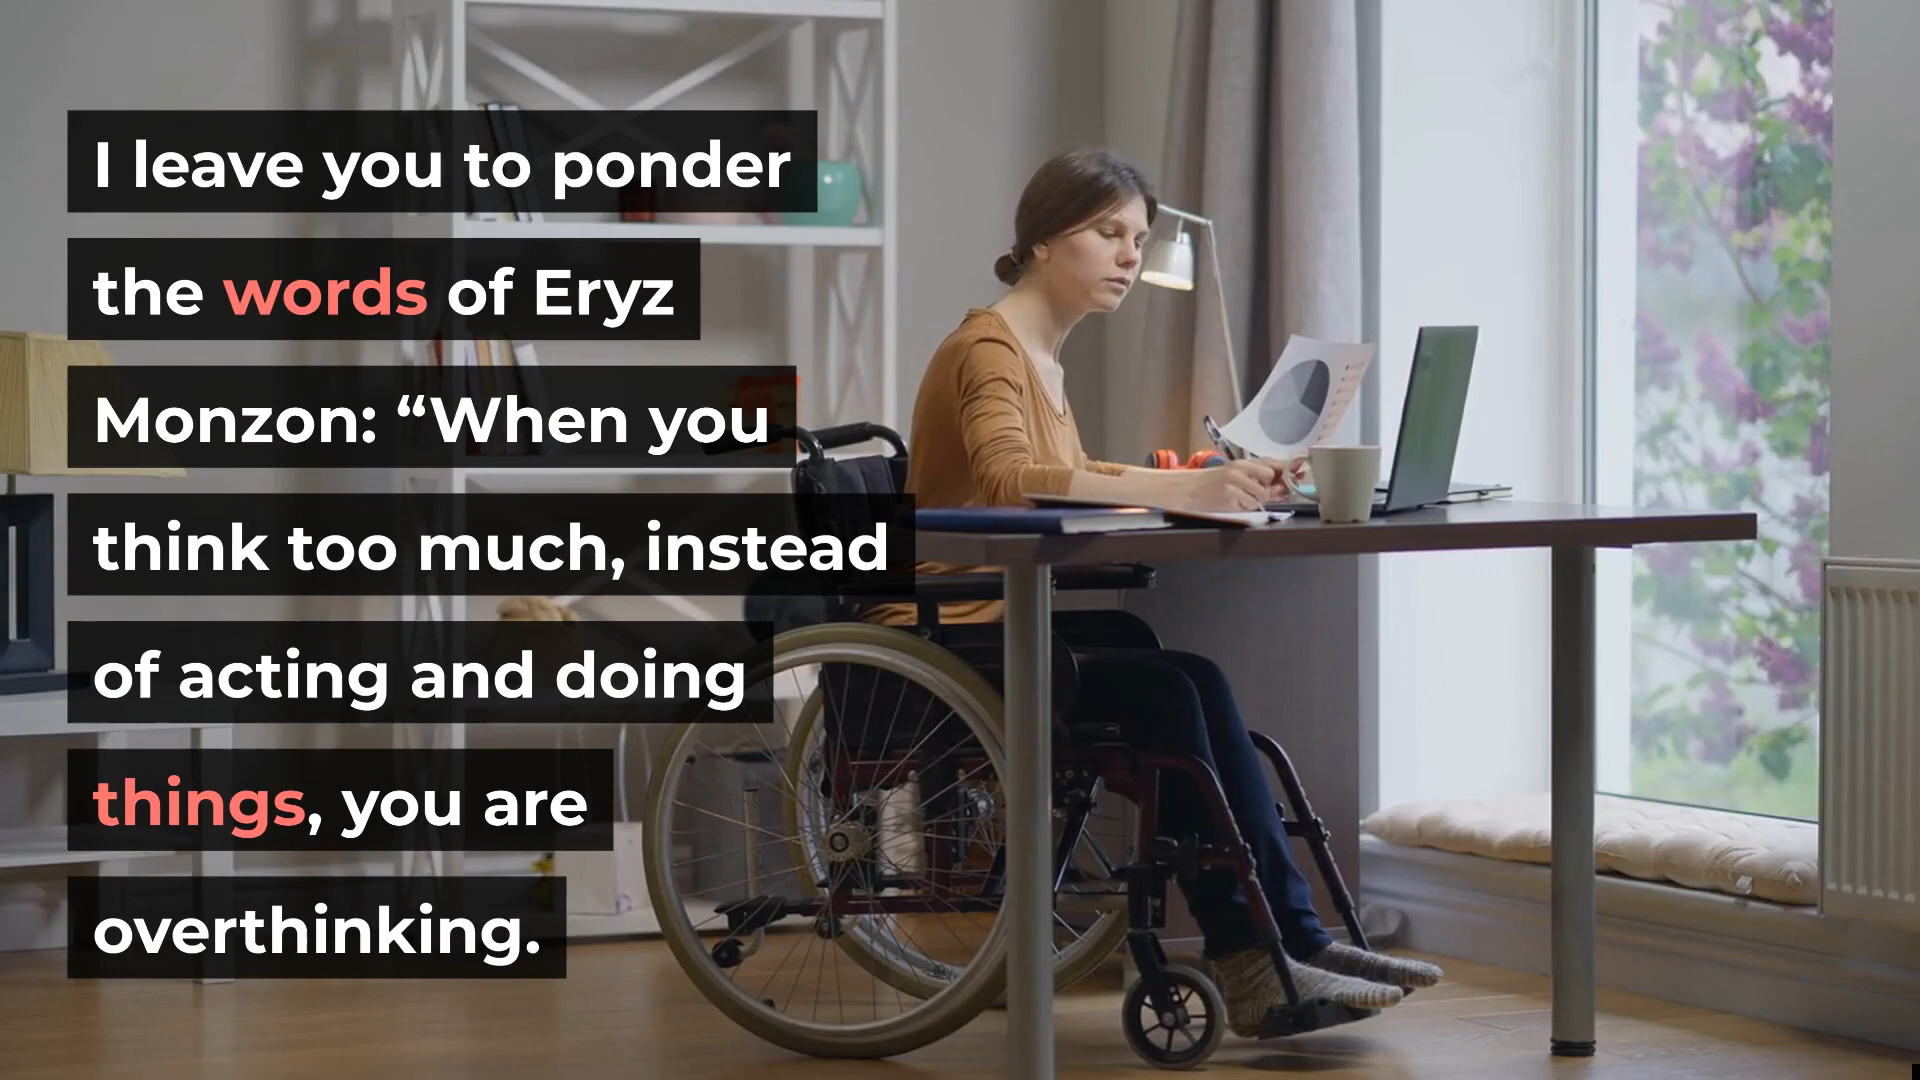 I leave you to ponder
the words of Eryz
Monzon: “When you
think too much, instead
of acting and doing
things, you are
overthinking.